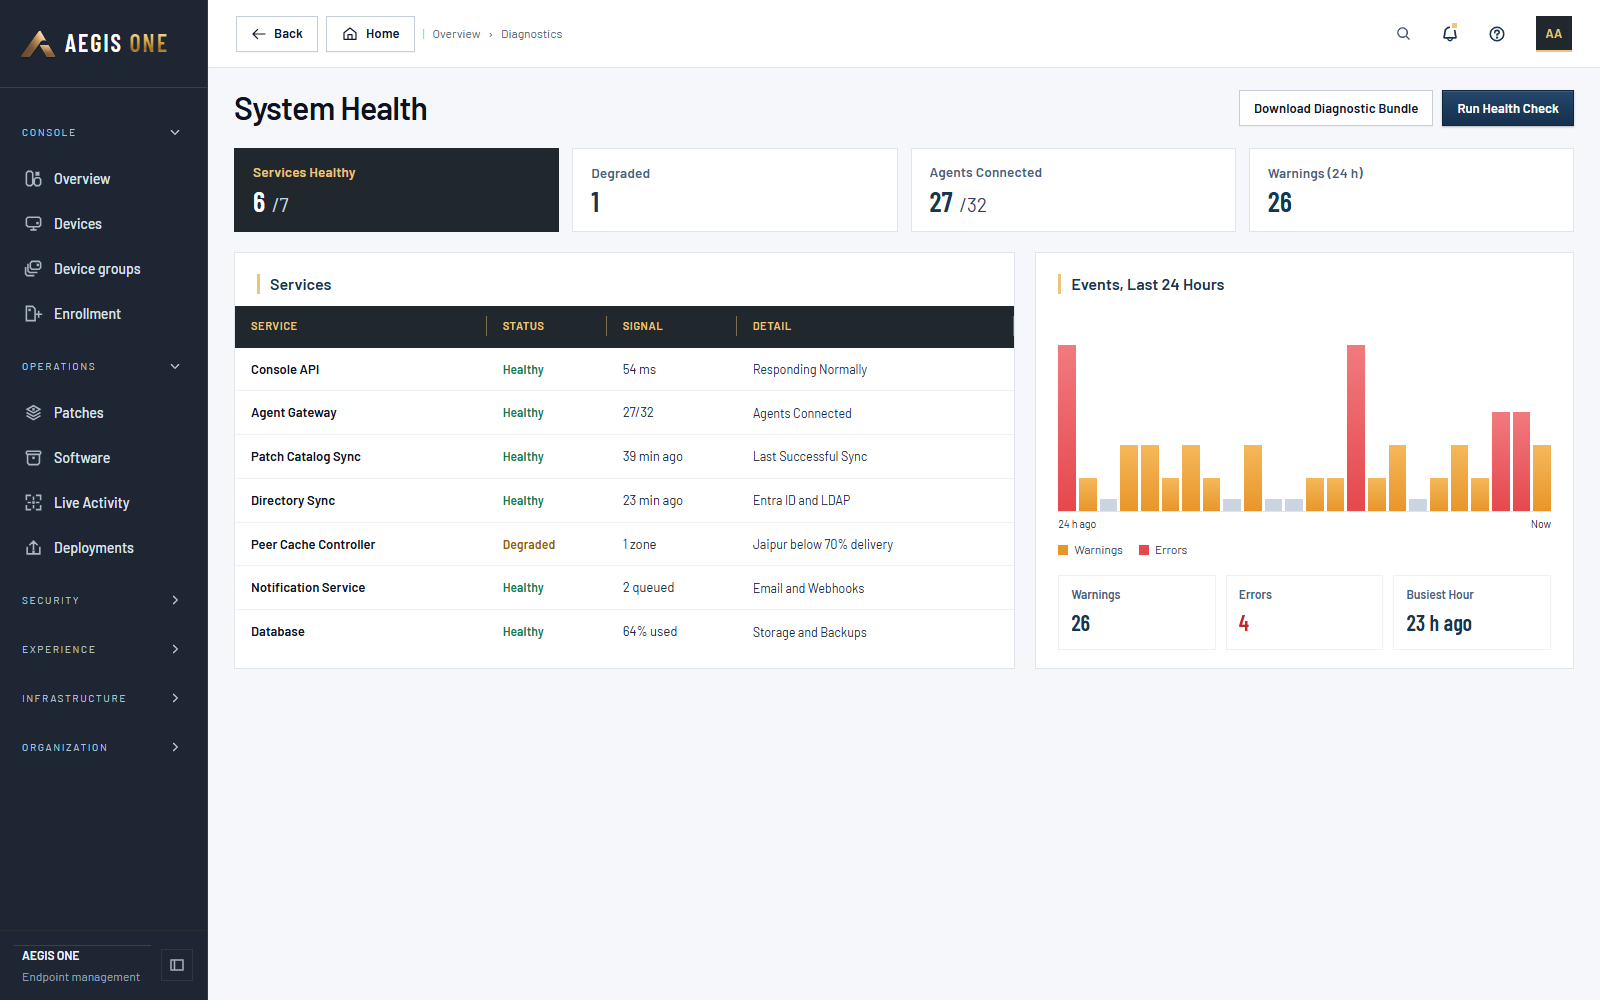 AEGIS ONE
Back
Home
Overview › Diagnostics
AA
CONSOLE
Overview
Devices
Device groups
Enrollment
OPERATIONS
Patches
Software
Live Activity
Deployments
SECURITY
EXPERIENCE
INFRASTRUCTURE
ORGANIZATION
AEGIS ONE
Endpoint management
System Health
Download Diagnostic Bundle
Run Health Check
Services Healthy
6 /7
Degraded
1
Agents Connected
27 /32
Warnings (24 h)
26
Services
SERVICE STATUS SIGNAL DETAIL
Console API Healthy 54 ms Responding Normally
Agent Gateway Healthy 27/32 Agents Connected
Patch Catalog Sync Healthy 39 min ago Last Successful Sync
Directory Sync Healthy 23 min ago Entra ID and LDAP
Peer Cache Controller Degraded 1 zone Jaipur below 70% delivery
Notification Service Healthy 2 queued Email and Webhooks
Database Healthy 64% used Storage and Backups
Events, Last 24 Hours
24 h ago Now
Warnings Errors
Warnings
26
Errors
4
Busiest Hour
23 h ago